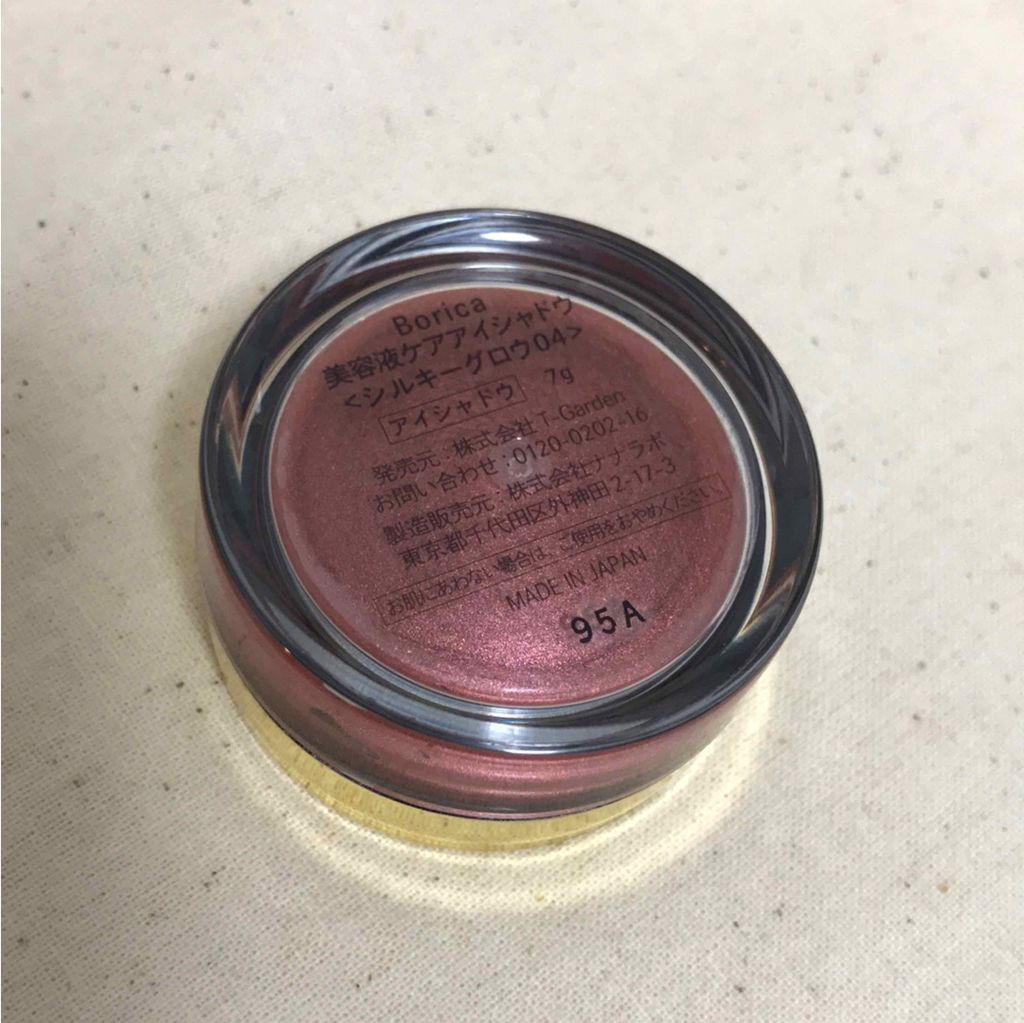 Borica
美容液ケアアイシャドウ
<シルキーグロウ04>
アイシャドウ 7g
発売元:株式会社T-Garden
お問い合わせ:0120-0202-16
製造販売元:株式会社ナナラボ
東京都千代田区外神田2-17-3
お肌にあわない場合は、ご使用をおやめください。
MADE IN JAPAN
95A